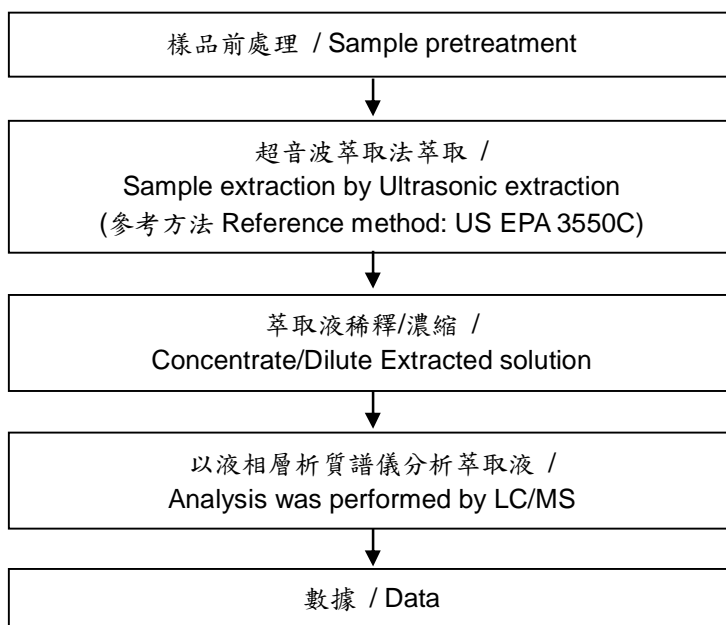 樣品前處理 / Sample pretreatment
超音波萃取法萃取 /
Sample extraction by Ultrasonic extraction
(參考方法 Reference method: US EPA 3550C)
萃取液稀釋/濃縮 /
Concentrate/Dilute Extracted solution
以液相層析質譜儀分析萃取液 /
Analysis was performed by LC/MS
數據 / Data